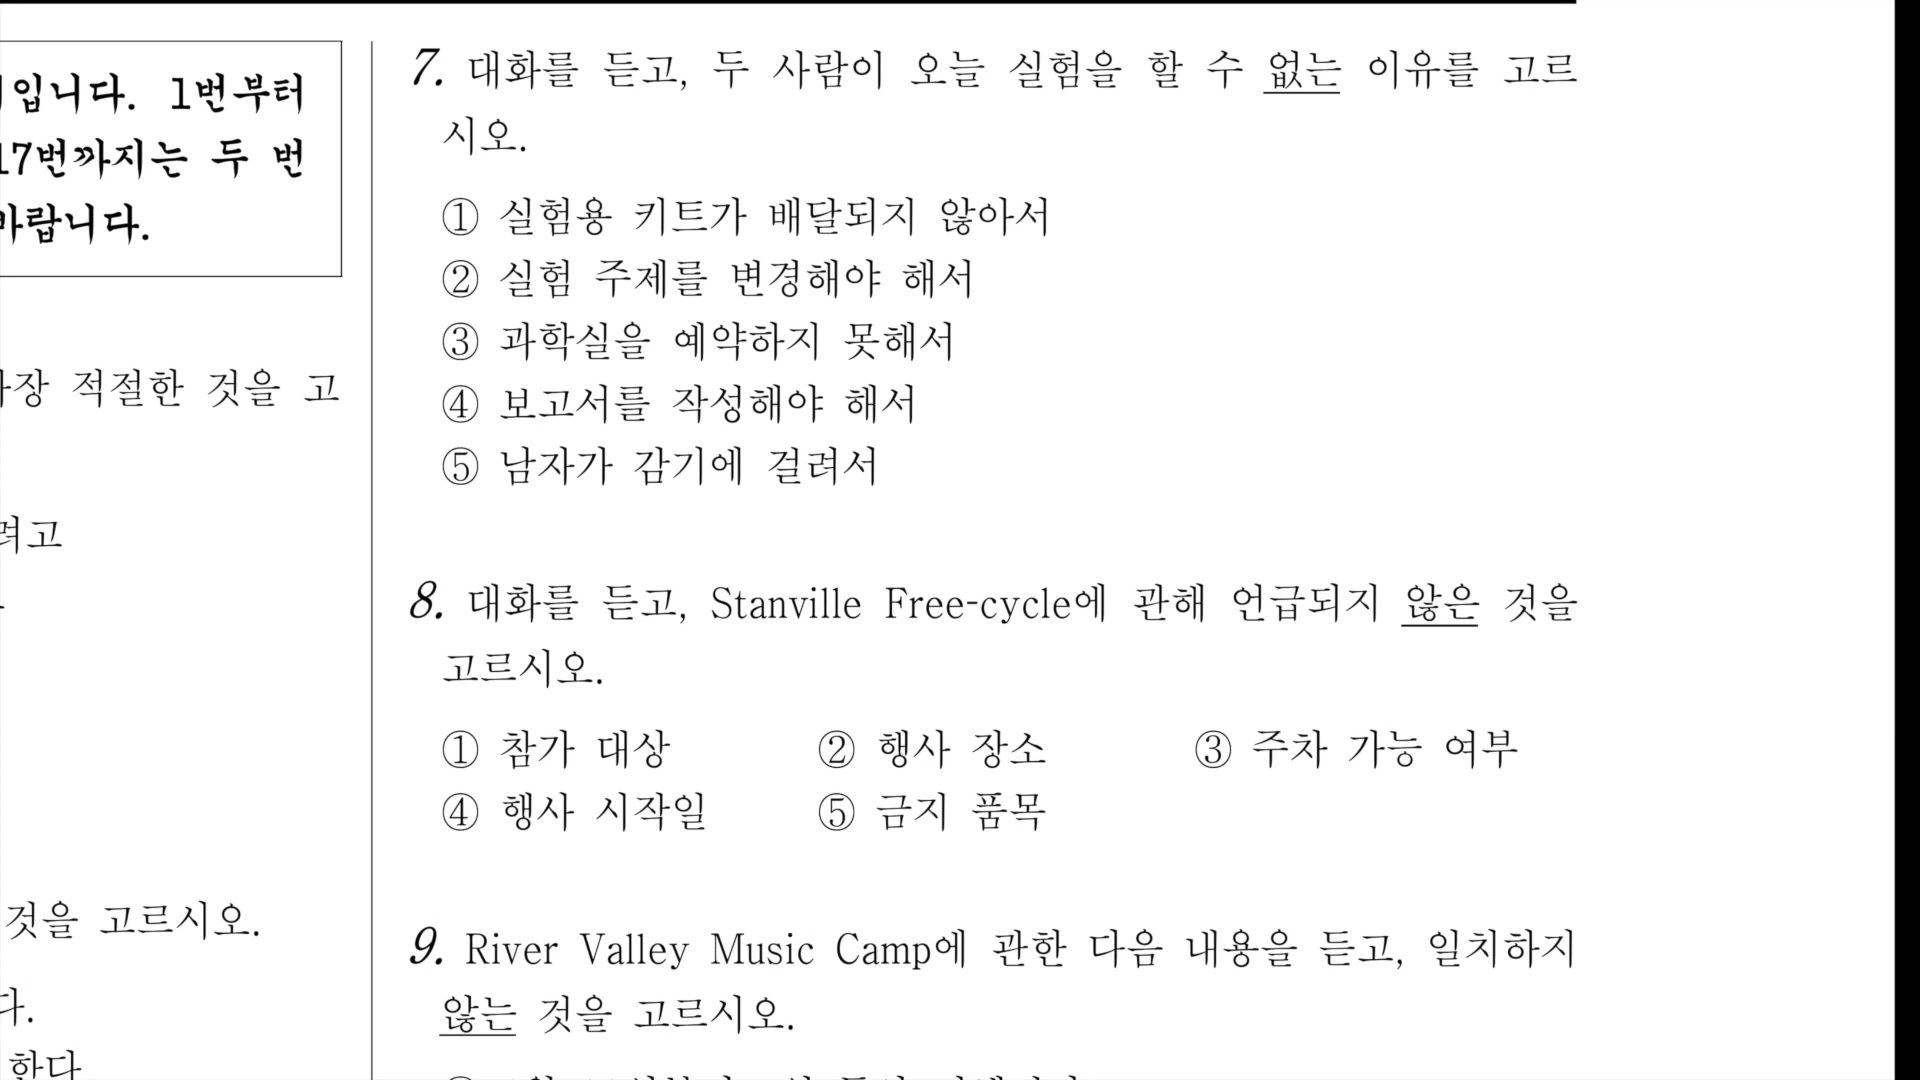 입니다. 1번부터
17번까지는 두 번
바랍니다.
적절한 것을 고
려고
것을 고르시오.
다.
한다
7. 대화를 듣고, 두 사람이 오늘 실험을 할 수 없는 이유를 고르
시오.
① 실험용 키트가 배달되지 않아서
② 실험 주제를 변경해야 해서
③ 과학실을 예약하지 못해서
④ 보고서를 작성해야 해서
⑤ 남자가 감기에 걸려서
8. 대화를 듣고, Stanville Free-cycle에 관해 언급되지 않은 것을
고르시오.
① 참가 대상 ② 행사 장소 ③ 주차 가능 여부
④ 행사 시작일 ⑤ 금지 품목
9. River Valley Music Camp에 관한 다음 내용을 듣고, 일치하지
않는 것을 고르시오.